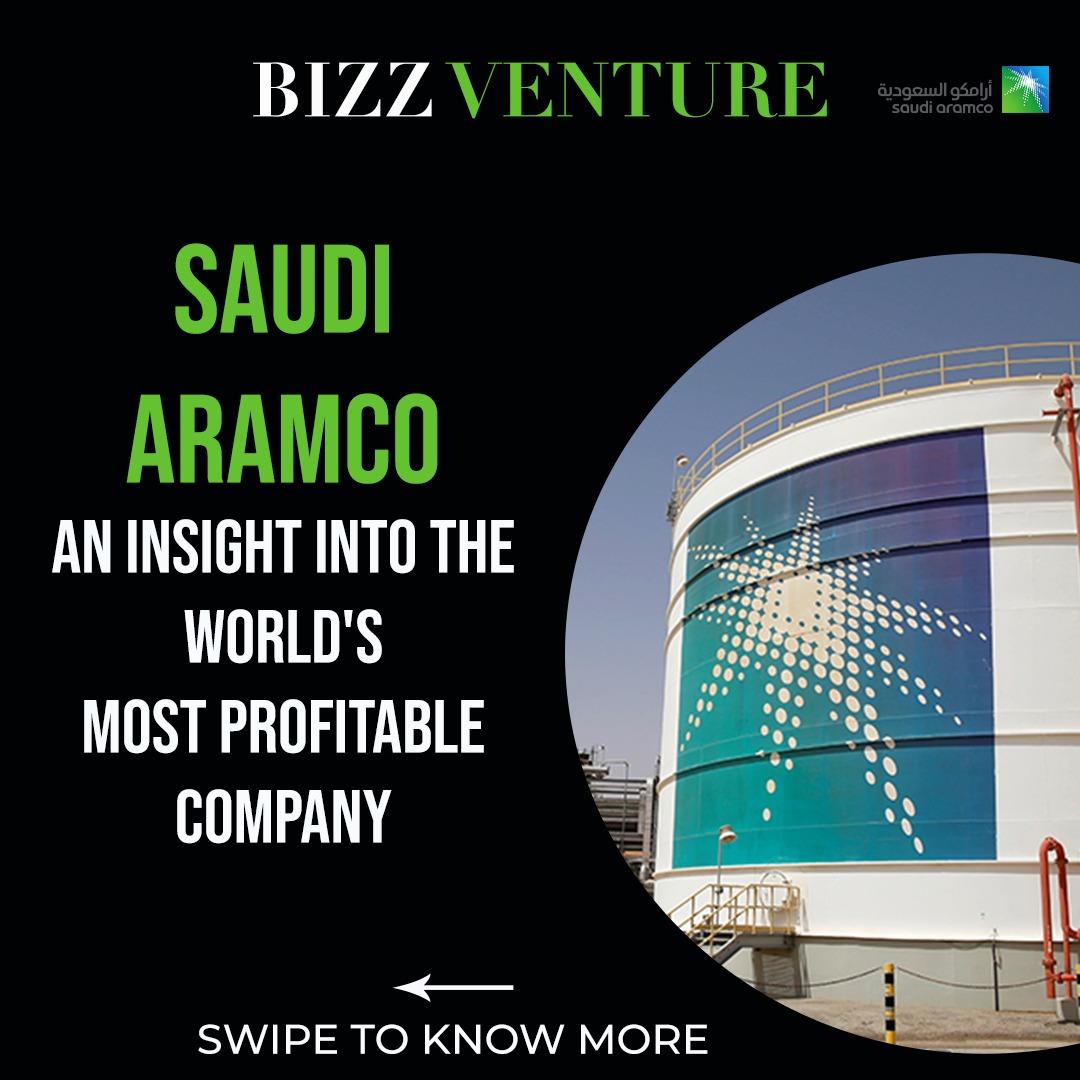 BIZZ VENTURE
أرامكو السعودية
saudi aramco
SAUDI
ARAMCO
AN INSIGHT INTO THE
WORLD'S
MOST PROFITABLE
COMPANY
SWIPE TO KNOW MORE